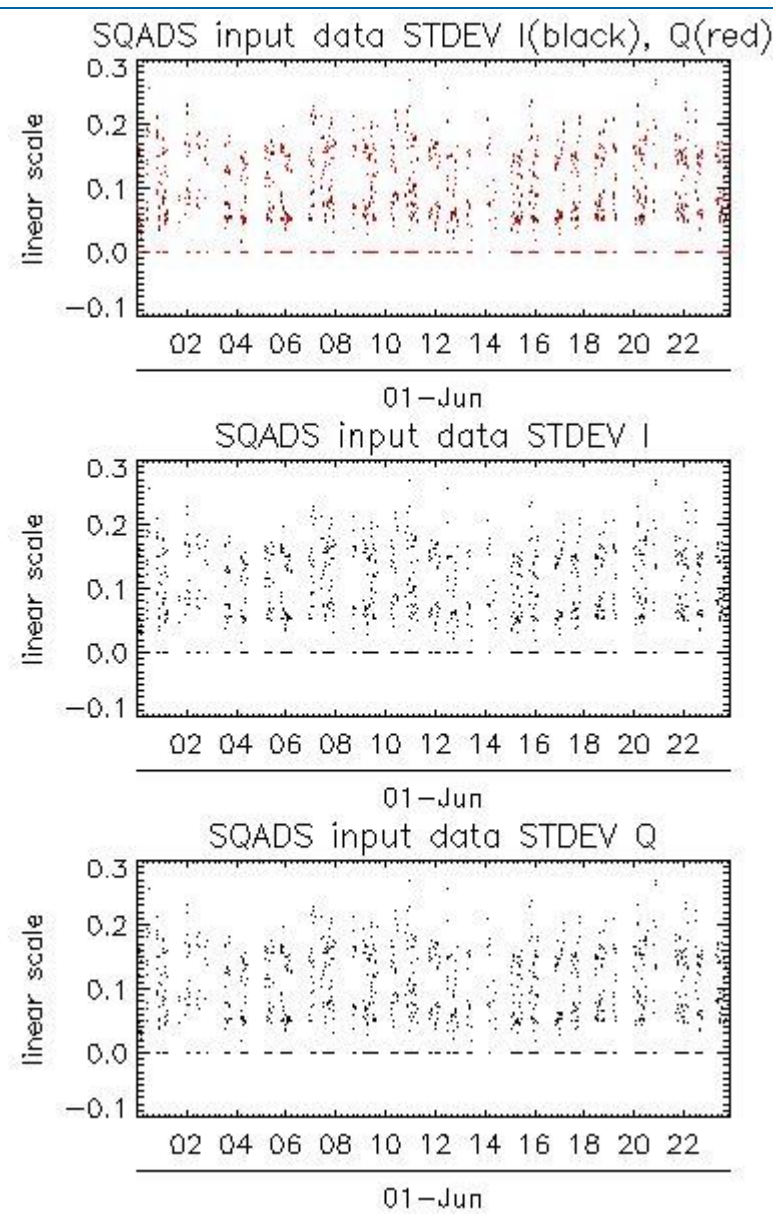 SQADS input data STDEV I(black), Q(red)
0.3
0.2
0.1
0.0
−0.1
linear scale
02 04 06 08 10 12 14 16 18 20 22
01−Jun
SQADS input data STDEV I
0.3
0.2
0.1
0.0
−0.1
linear scale
02 04 06 08 10 12 14 16 18 20 22
01−Jun
SQADS input data STDEV Q
0.3
0.2
0.1
0.0
−0.1
linear scale
02 04 06 08 10 12 14 16 18 20 22
01−Jun